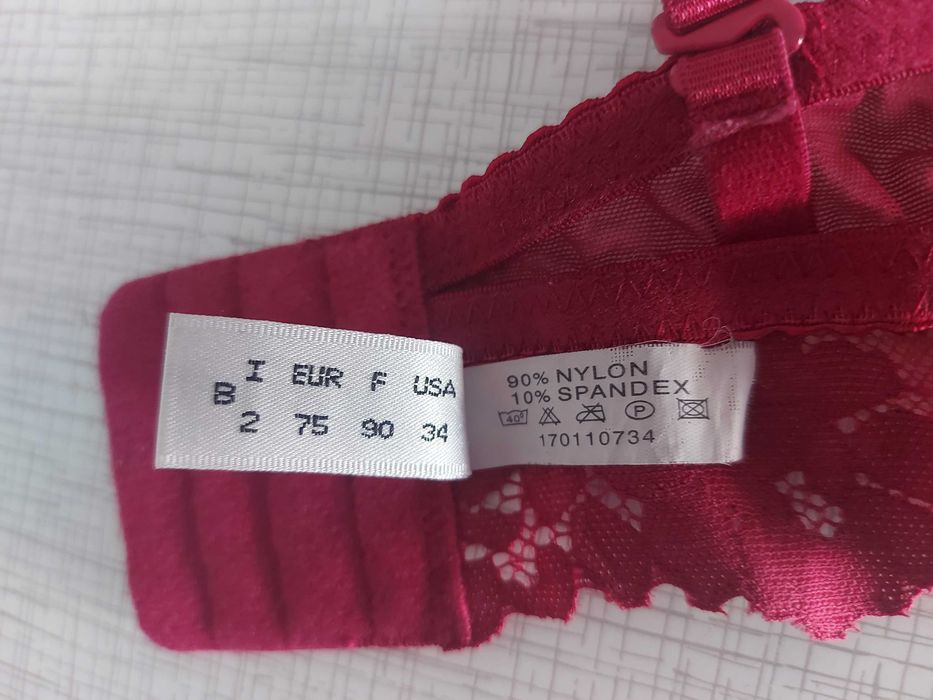 B
I EUR F USA
2 75 90 34
90% NYLON
10% SPANDEX
40° P
170110734